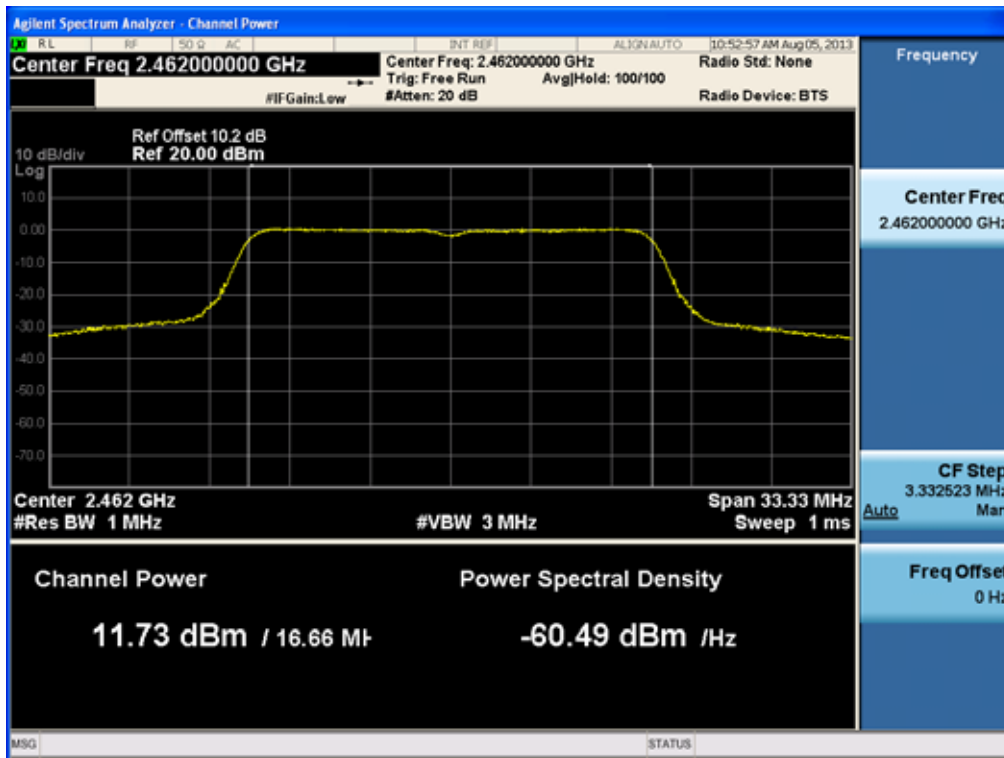 Agilent Spectrum Analyzer - Channel Power
LXI RL RF 50 Ω AC INT REF ALIGN AUTO 10:52:57 AM Aug 05, 2013
Center Freq 2.462000000 GHz
Center Freq: 2.462000000 GHz
Radio Std: None
Trig: Free Run Avg|Hold: 100/100
#IFGain:Low
#Atten: 20 dB
Radio Device: BTS
Frequency
Ref Offset 10.2 dB
10 dB/div Ref 20.00 dBm
Log
10.0
0.00
-10.0
-20.0
-30.0
-40.0
-50.0
-60.0
-70.0
Center 2.462 GHz Span 33.33 MHz
#Res BW 1 MHz #VBW 3 MHz Sweep 1 ms
Channel Power Power Spectral Density
11.73 dBm / 16.66 MH -60.49 dBm /Hz
Center Freq
2.462000000 GHz
CF Step
3.332523 MHz
Auto Man
Freq Offset
0 Hz
MSG STATUS